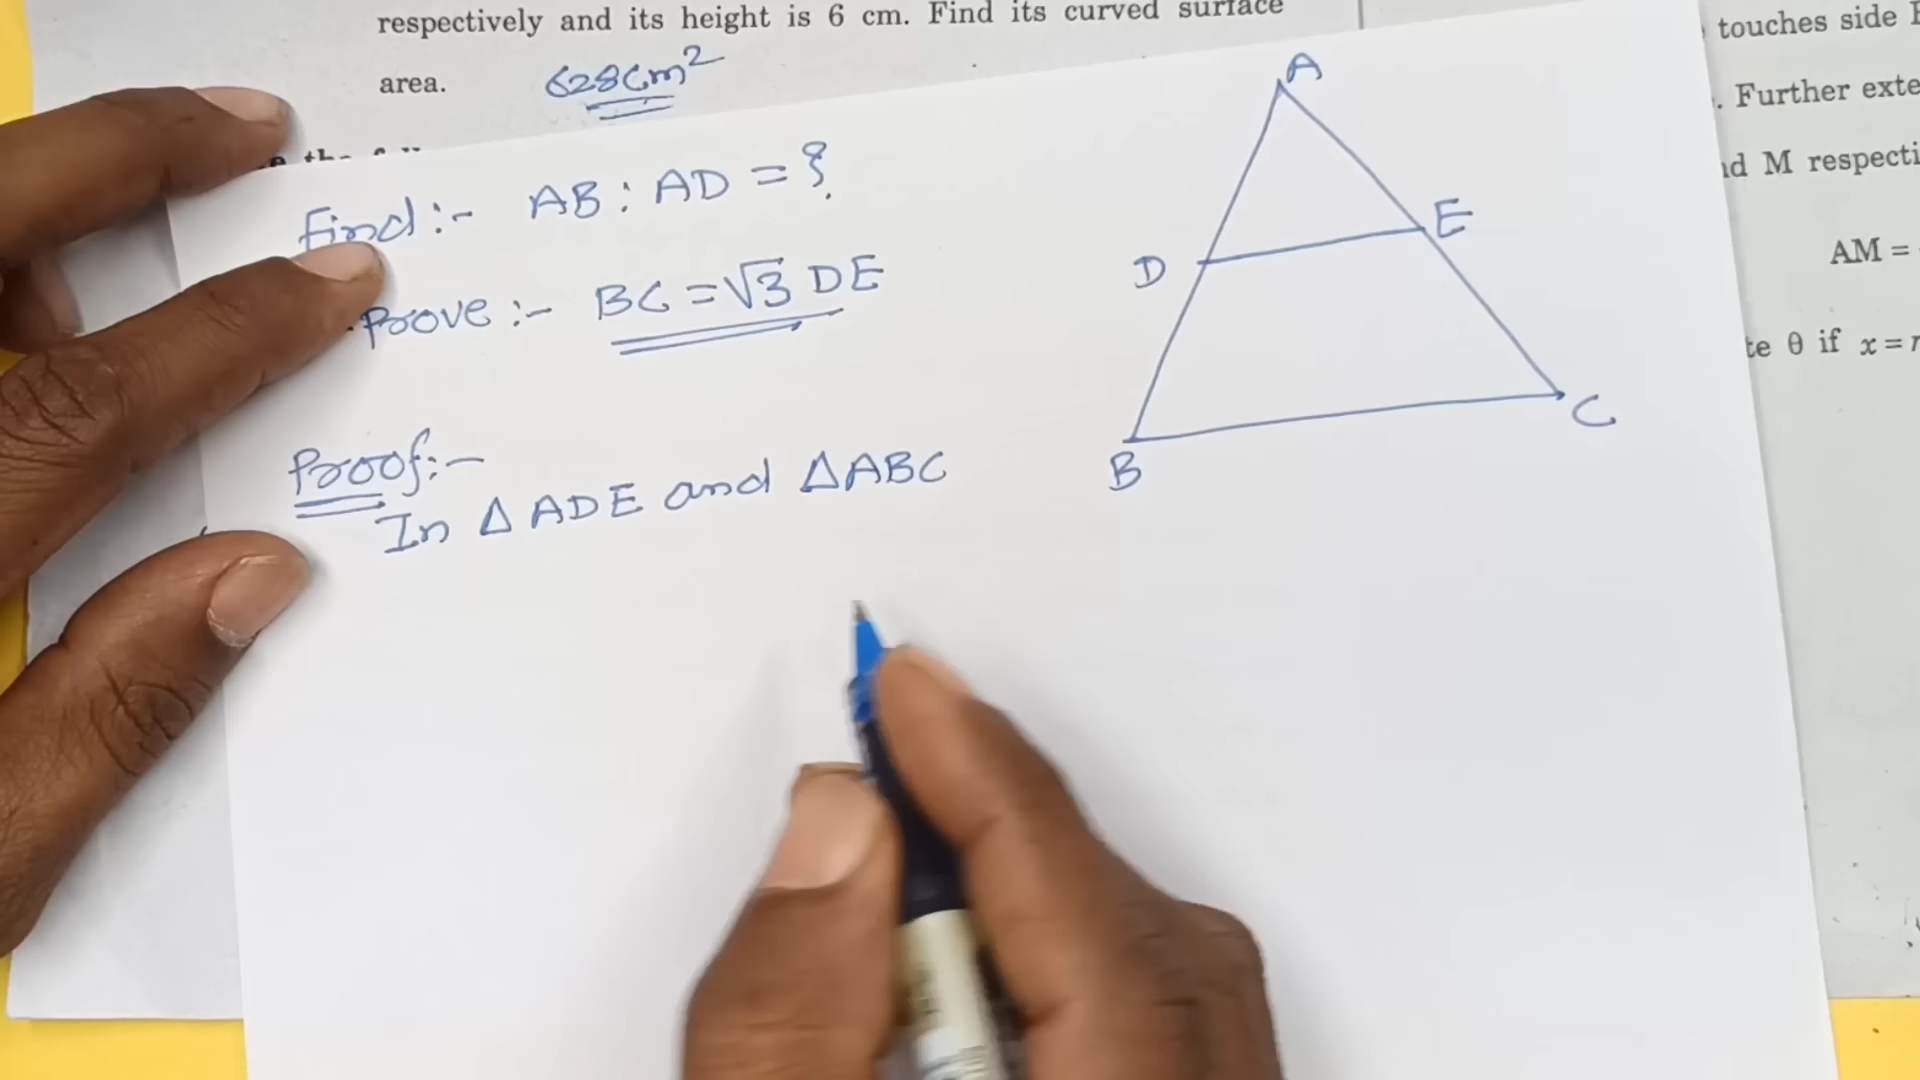 respectively and its height is 6 cm. Find its curved surface
area. 628cm²
Find:- AB : AD = ?
Prove:- BC = √3 DE
Proof:-
In △ADE and △ABC
A
D
E
B
C
touches side
. Further exte
nd M respecti
AM =
te θ if x = r